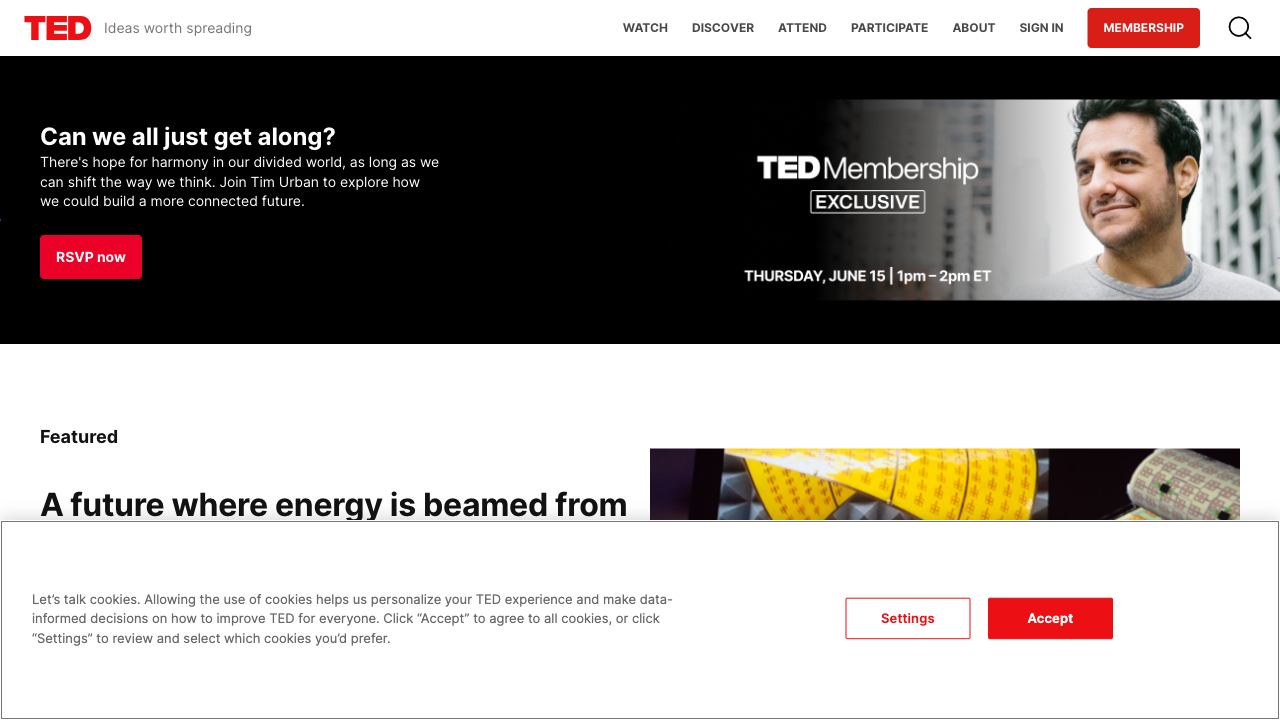 TED Ideas worth spreading
WATCH DISCOVER ATTEND PARTICIPATE ABOUT SIGN IN MEMBERSHIP
Can we all just get along?
There's hope for harmony in our divided world, as long as we
can shift the way we think. Join Tim Urban to explore how
we could build a more connected future.
RSVP now
TED Membership
EXCLUSIVE
THURSDAY, JUNE 15 | 1pm – 2pm ET
Featured
A future where energy is beamed from
Let’s talk cookies. Allowing the use of cookies helps us personalize your TED experience and make data-
informed decisions on how to improve TED for everyone. Click “Accept” to agree to all cookies, or click
“Settings” to review and select which cookies you’d prefer.
Settings
Accept